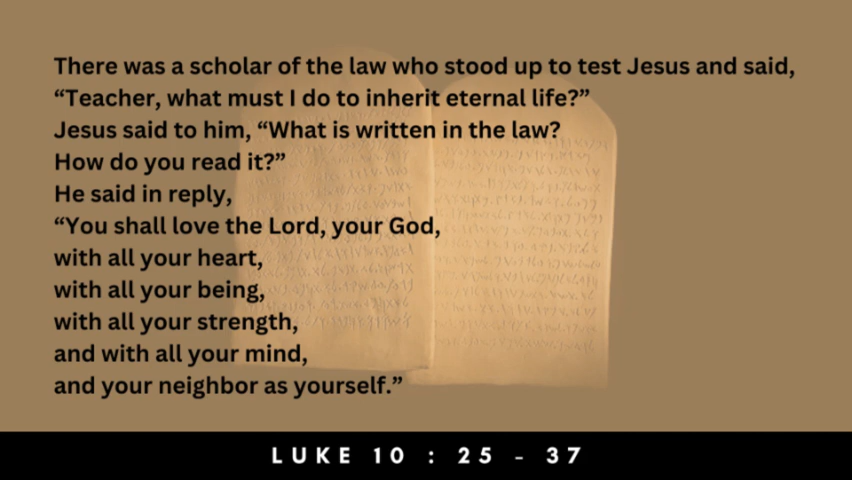 There was a scholar of the law who stood up to test Jesus and said,
“Teacher, what must I do to inherit eternal life?”
Jesus said to him, “What is written in the law?
How do you read it?”
He said in reply,
“You shall love the Lord, your God,
with all your heart,
with all your being,
with all your strength,
and with all your mind,
and your neighbor as yourself.”
LUKE 10 : 25 - 37